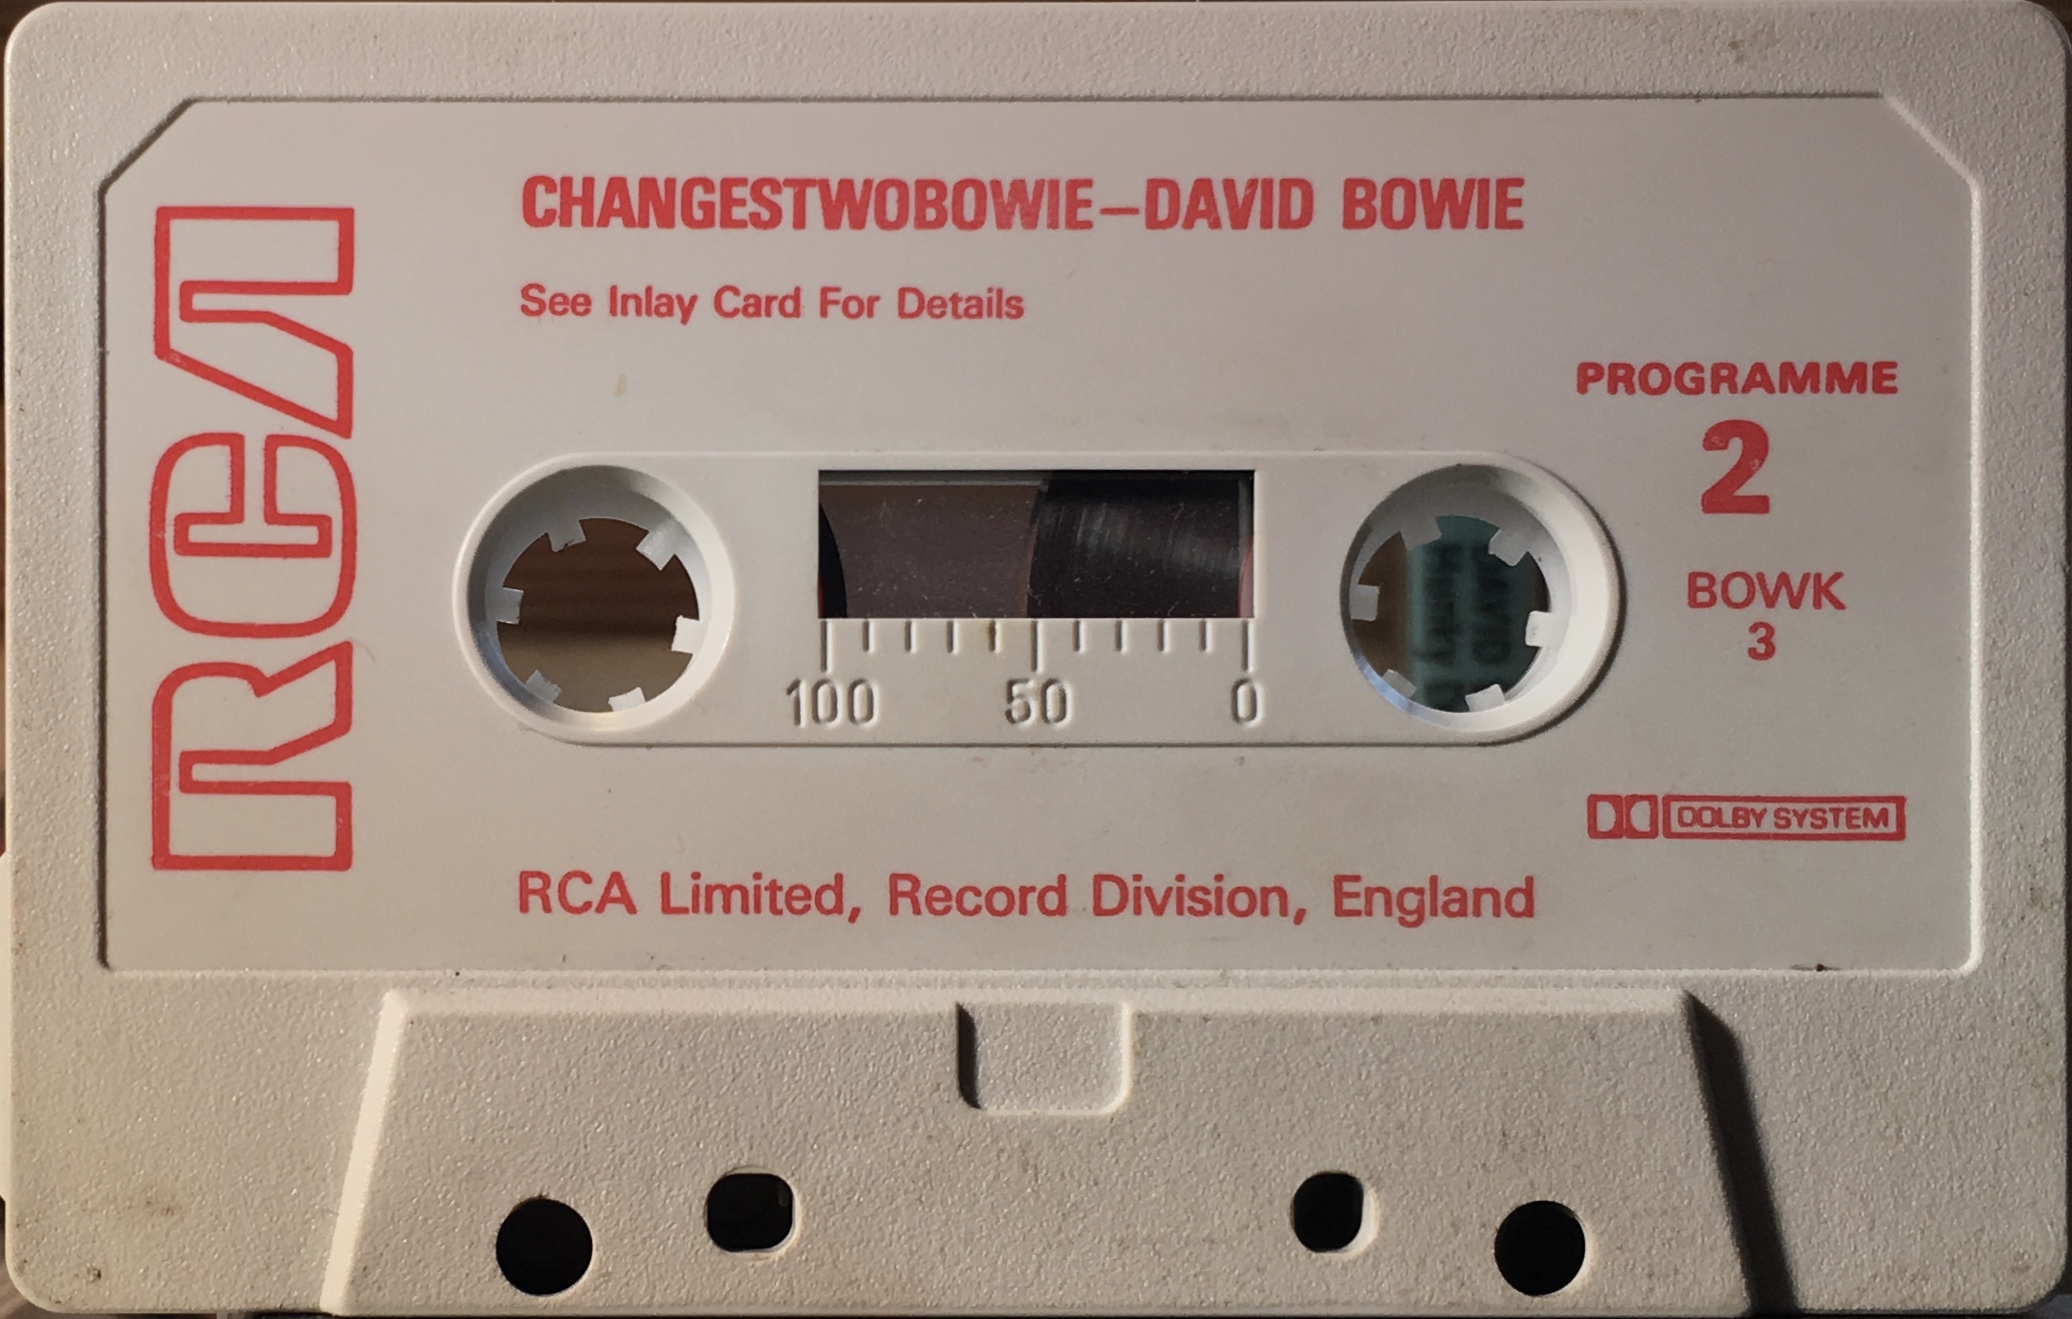 RCA
CHANGESTWOBOWIE–DAVID BOWIE
See Inlay Card For Details
PROGRAMME
2
BOWK
3
100 50 0
DOLBY SYSTEM
RCA Limited, Record Division, England